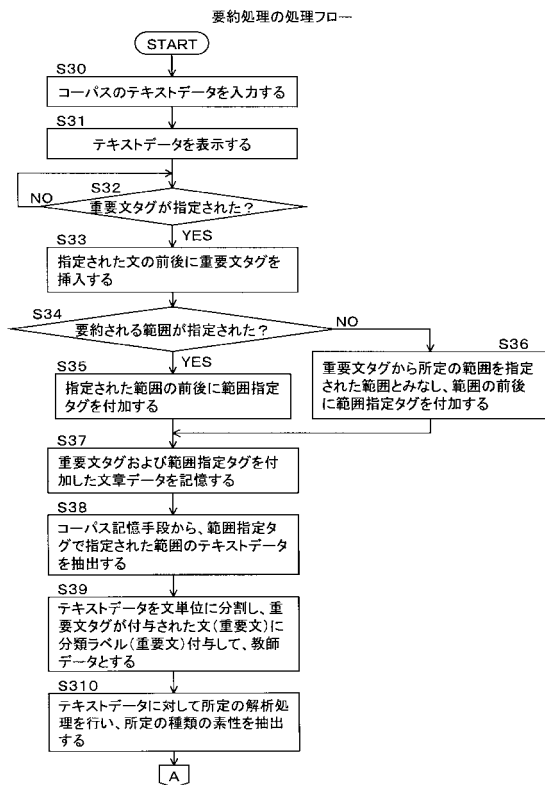 要約処理の処理フロー
START
S30
コーパスのテキストデータを入力する
S31
テキストデータを表示する
S32
NO
重要文タグが指定された？
YES
S33
指定された文の前後に重要文タグを
挿入する
S34
要約される範囲が指定された？
NO
YES
S35
指定された範囲の前後に範囲指定
タグを付加する
S36
重要文タグから所定の範囲を指定
された範囲とみなし、範囲の前後
に範囲指定タグを付加する
S37
重要文タグおよび範囲指定タグを付
加した文章データを記憶する
S38
コーパス記憶手段から、範囲指定タ
グで指定された範囲のテキストデータ
を抽出する
S39
テキストデータを文単位に分割し、重
要文タグが付与された文(重要文)に
分類ラベル(重要文)付与して、教師
データとする
S310
テキストデータに対して所定の解析処
理を行い、所定の種類の素性を抽出
する
A